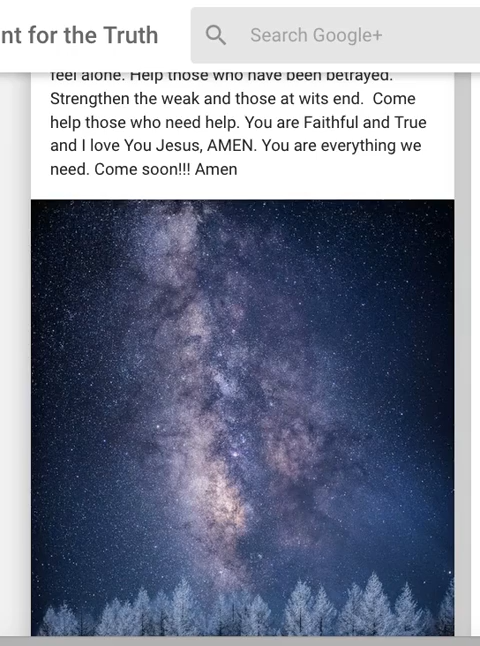 nt for the Truth
Search Google+
feel alone. Help those who have been betrayed.
Strengthen the weak and those at wits end.  Come
help those who need help. You are Faithful and True
and I love You Jesus, AMEN. You are everything we
need. Come soon!!! Amen